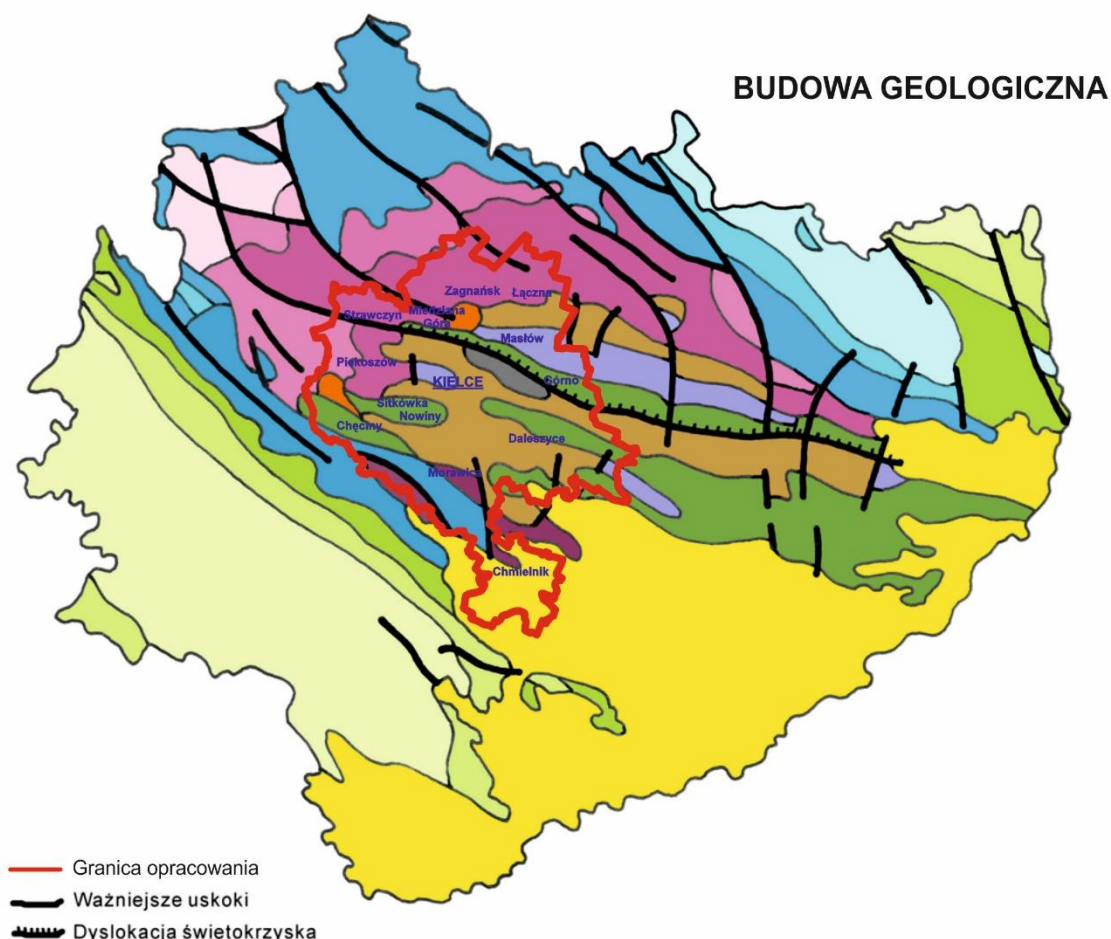 BUDOWA GEOLOGICZNA
Zagnańsk
Łączna
Strawczyn
Miedziana
Góra
Masłów
Piekoszów
KIELCE
Górno
Sitkówka
Nowiny
Chęciny
Daleszyce
Morawica
Chmielnik
Granica opracowania
Ważniejsze uskoki
Dyslokacja świetokrzyska